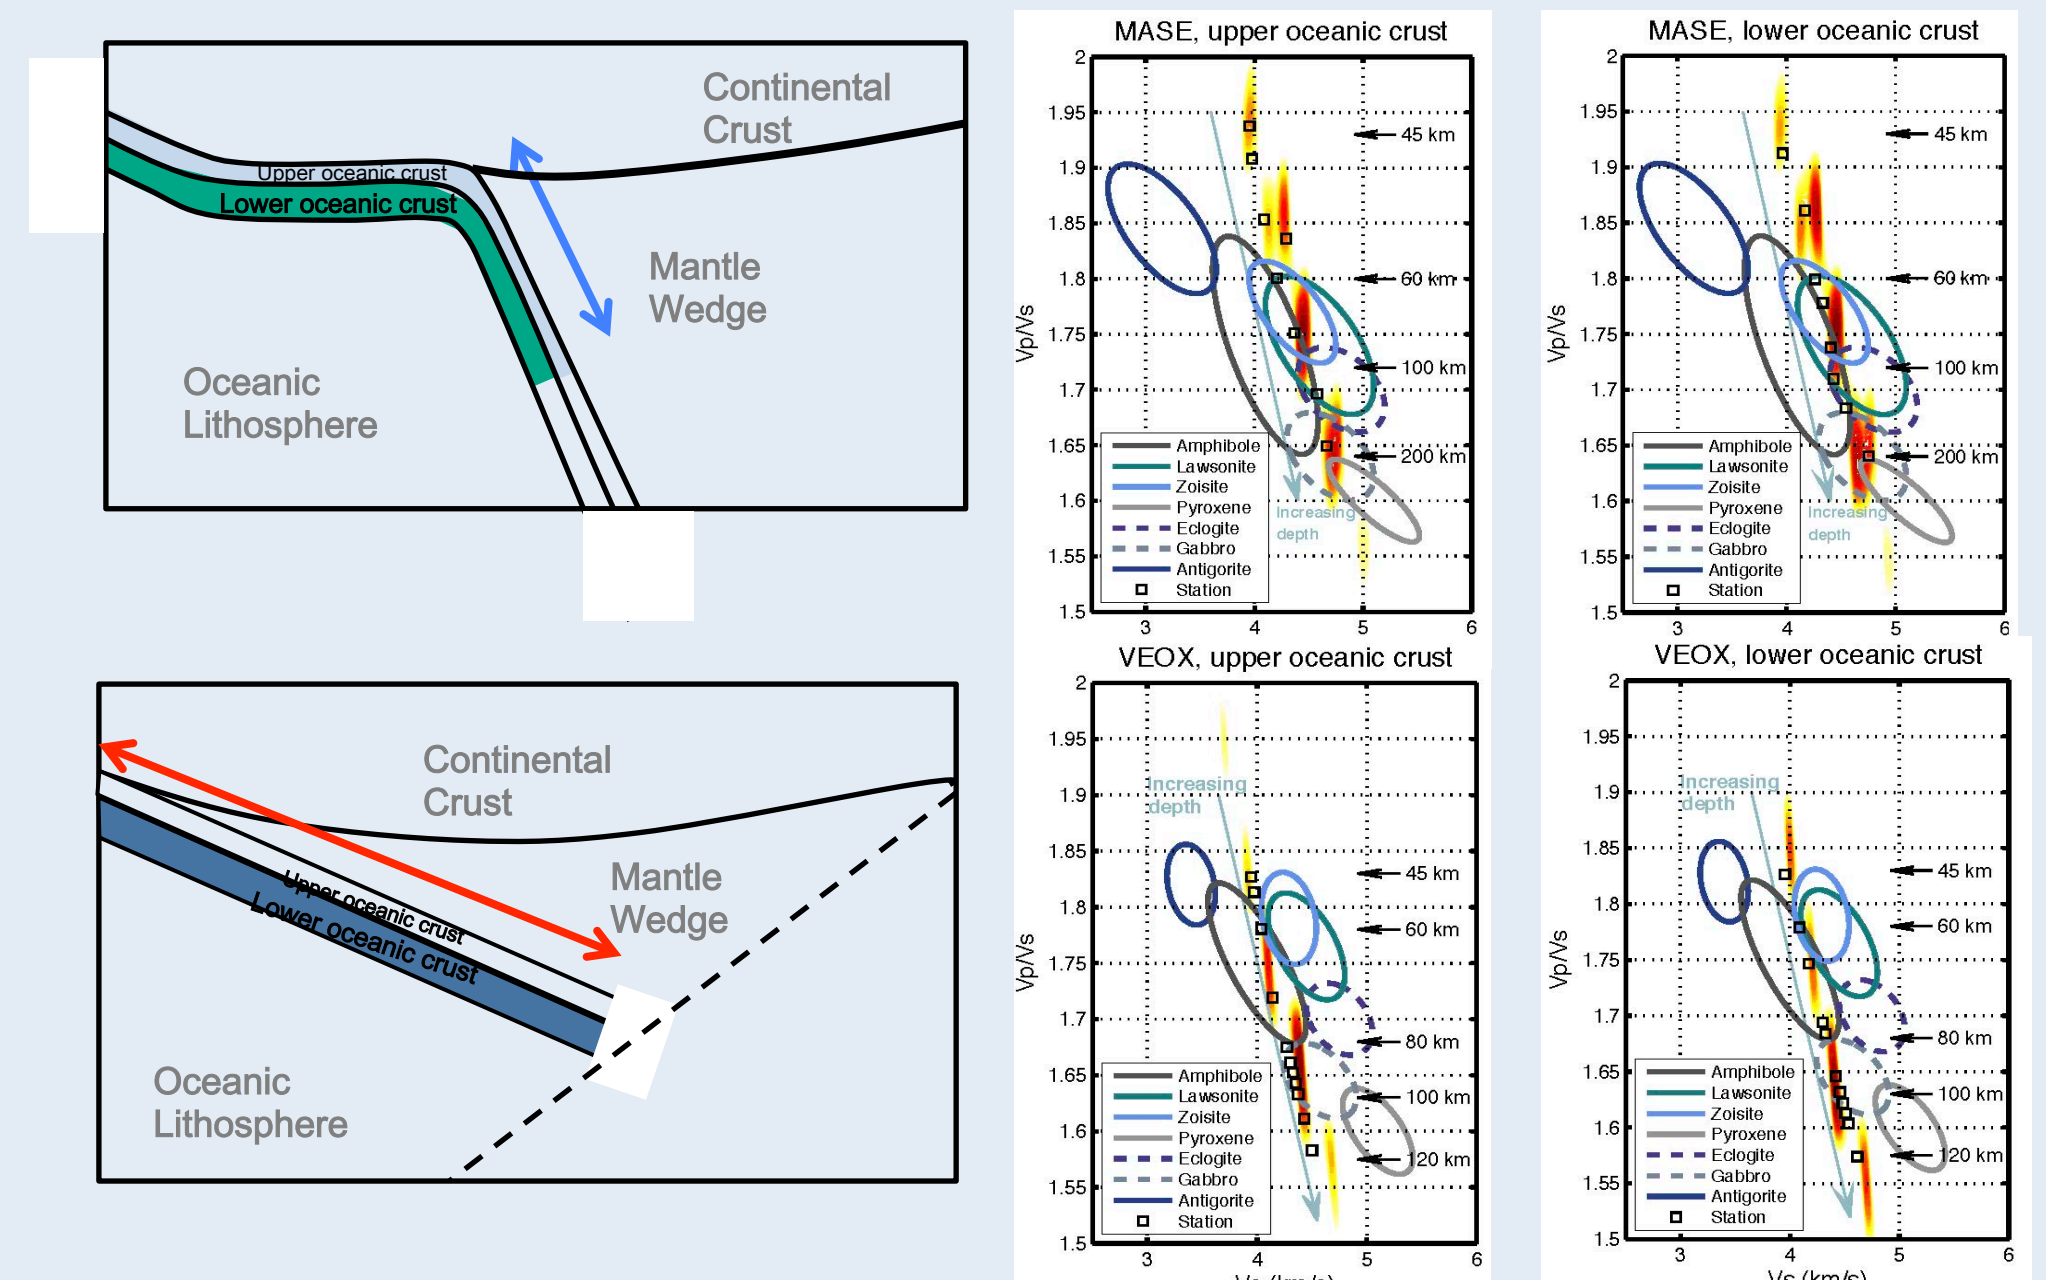 Continental
Crust
Upper oceanic crust
Lower oceanic crust
Mantle
Wedge
Oceanic
Lithosphere
MASE, upper oceanic crust
2
1.95
1.9
1.85
1.8
1.75
1.7
1.65
1.6
1.55
1.5
Vp/Vs
45 km
60 km
100 km
200 km
Amphibole
Lawsonite
Zoisite
Pyroxene
Eclogite
Gabbro
Antigorite
Station
Increasing
depth
3
4
5
6
MASE, lower oceanic crust
2
1.95
1.9
1.85
1.8
1.75
1.7
1.65
1.6
1.55
1.5
Vp/Vs
45 km
60 km
100 km
200 km
Amphibole
Lawsonite
Zoisite
Pyroxene
Eclogite
Gabbro
Antigorite
Station
Increasing
depth
3
4
5
6
Continental
Crust
Mantle
Wedge
Upper oceanic crust
Lower oceanic crust
Oceanic
Lithosphere
VEOX, upper oceanic crust
2
1.95
1.9
1.85
1.8
1.75
1.7
1.65
1.6
1.55
1.5
Vp/Vs
Increasing
depth
45 km
60 km
80 km
100 km
120 km
Amphibole
Lawsonite
Zoisite
Pyroxene
Eclogite
Gabbro
Antigorite
Station
3
4
5
6
Vs (km/s)
VEOX, lower oceanic crust
2
1.95
1.9
1.85
1.8
1.75
1.7
1.65
1.6
1.55
1.5
Vp/Vs
Increasing
depth
45 km
60 km
80 km
100 km
120 km
Amphibole
Lawsonite
Zoisite
Pyroxene
Eclogite
Gabbro
Antigorite
Station
3
4
5
6
Vs (km/s)